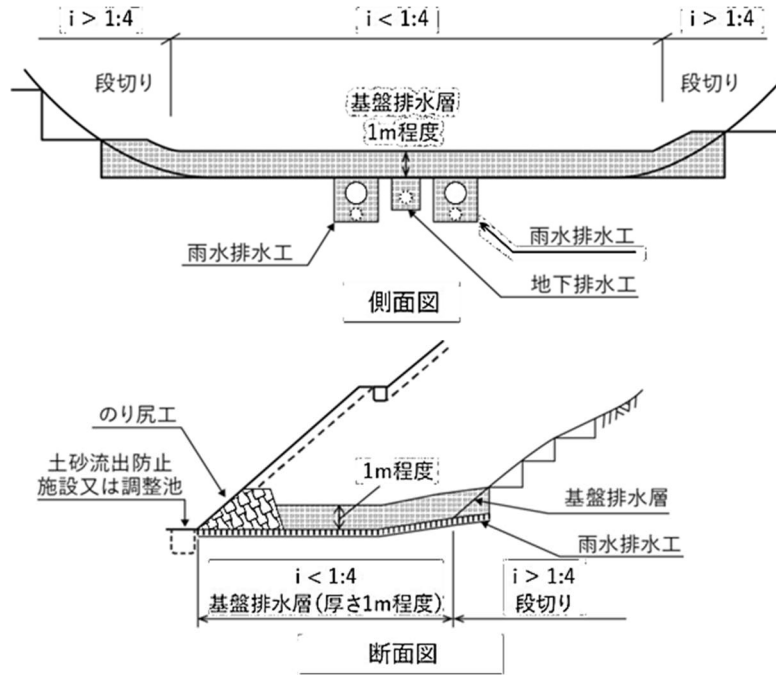 i > 1:4
i < 1:4
i > 1:4
段切り
段切り
基盤排水層
1m程度
雨水排水工
雨水排水工
地下排水工
側面図
のり尻工
土砂流出防止
施設又は調整池
1m程度
基盤排水層
雨水排水工
i < 1:4
基盤排水層(厚さ1m程度)
i > 1:4
段切り
断面図